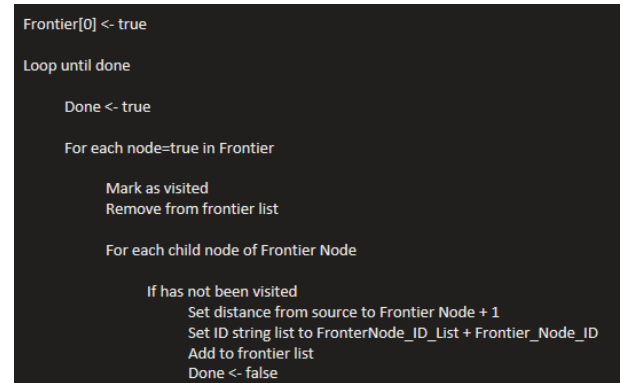 Frontier[0] <- true
Loop until done
Done <- true
For each node=true in Frontier
Mark as visited
Remove from frontier list
For each child node of Frontier Node
If has not been visited
Set distance from source to Frontier Node + 1
Set ID string list to FronterNode_ID_List + Frontier_Node_ID
Add to frontier list
Done <- false